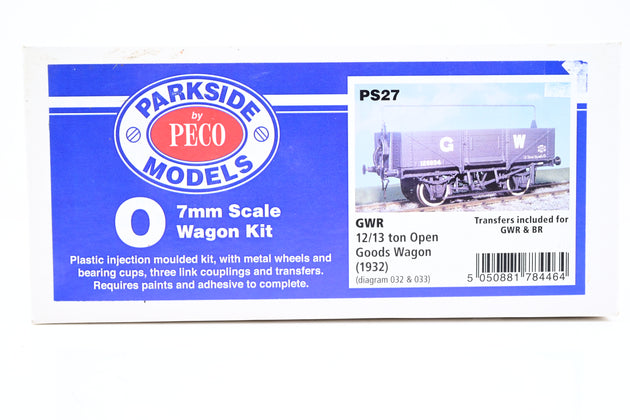 PARKSIDE
by
PECO
MODELS
O 7mm Scale
Wagon Kit
Plastic injection moulded kit, with metal wheels and
bearing cups, three link couplings and transfers.
Requires paints and adhesive to complete.
PS27
G W
GWR
12/13 ton Open
Goods Wagon
(1932)
(diagram 032 & 033)
Transfers included for
GWR & BR
5 050881 784464